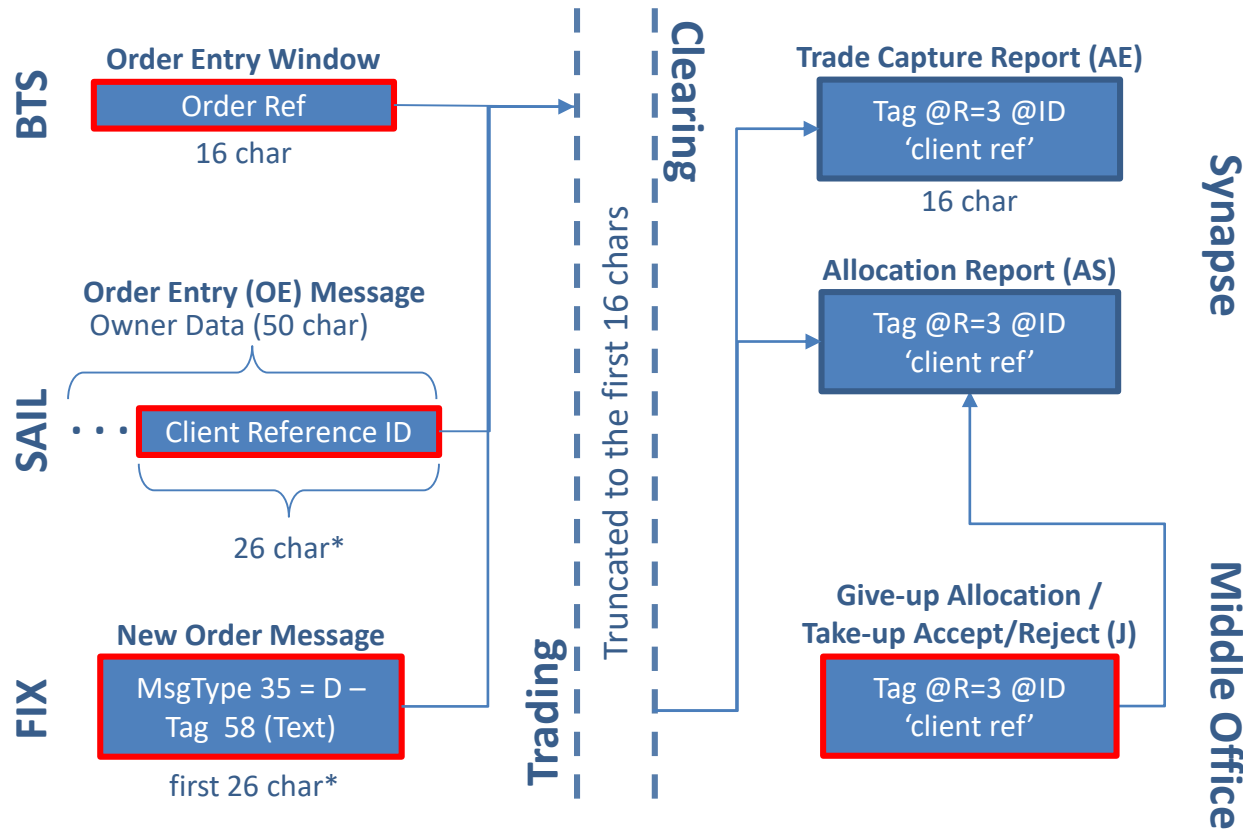 BTS
Order Entry Window
Order Ref
16 char
SAIL
Order Entry (OE) Message
Owner Data (50 char)
. . .
Client Reference ID
26 char*
FIX
New Order Message
MsgType 35 = D –
Tag 58 (Text)
first 26 char*
Trading
Truncated to the first 16 chars
Clearing
Trade Capture Report (AE)
Tag @R=3 @ID
‘client ref’
16 char
Allocation Report (AS)
Tag @R=3 @ID
‘client ref’
Synapse
Give-up Allocation /
Take-up Accept/Reject (J)
Tag @R=3 @ID
‘client ref’
Middle Office